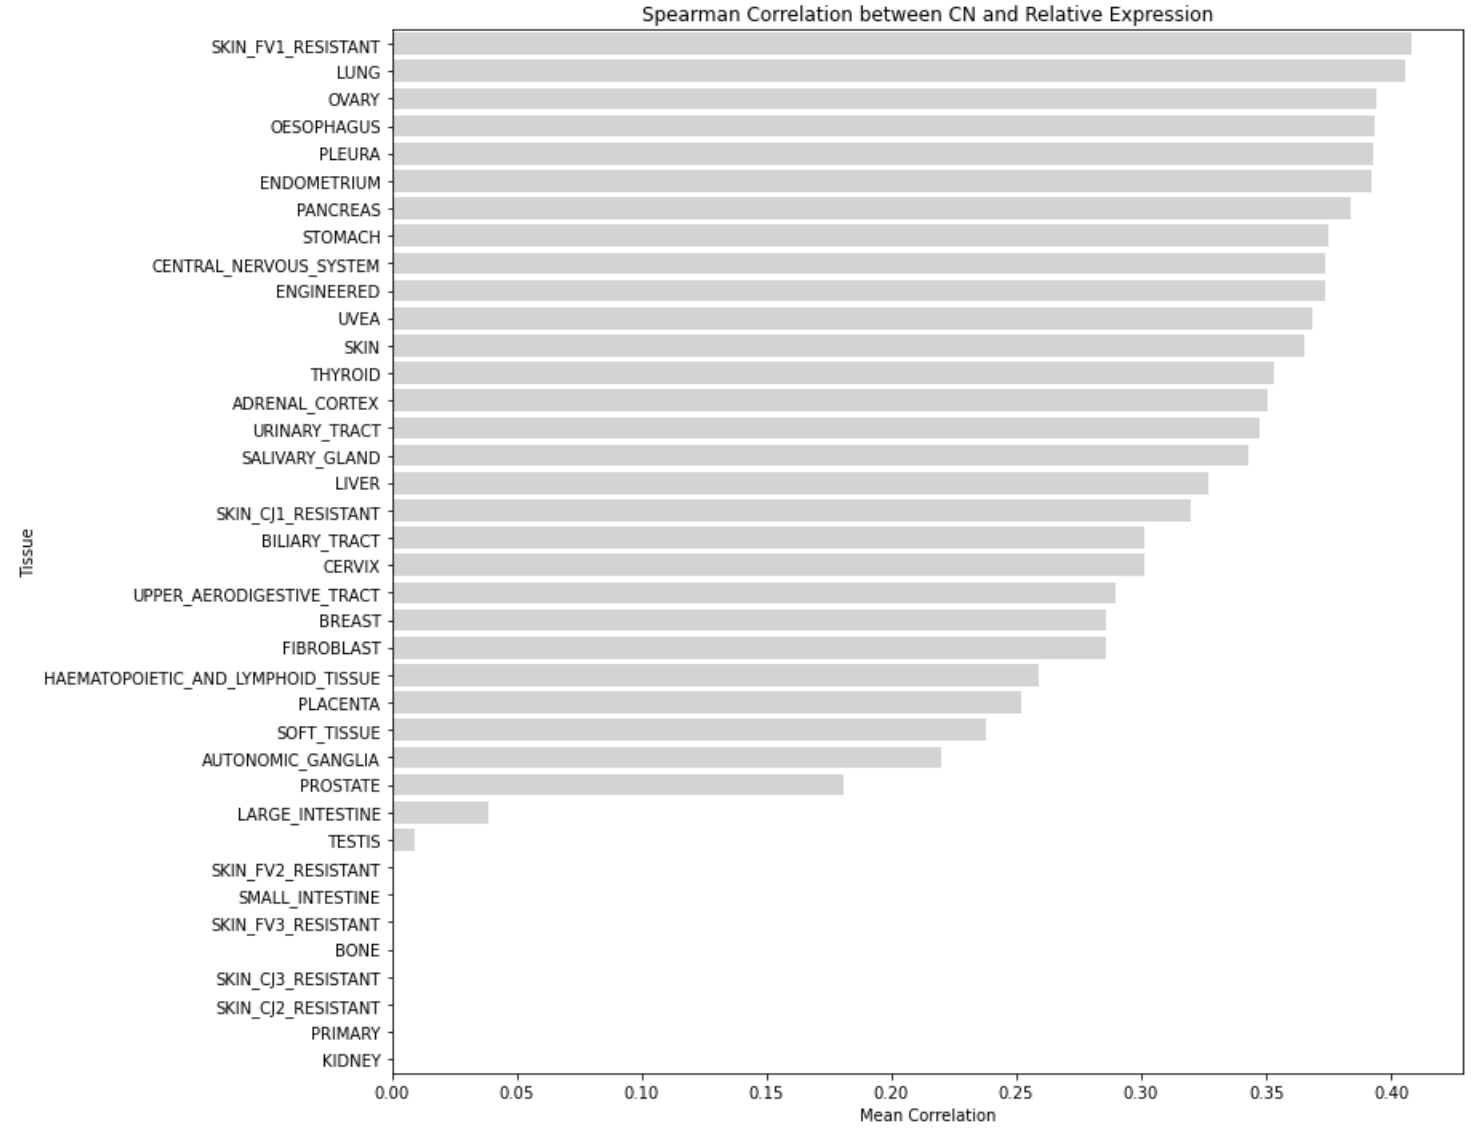 Spearman Correlation between CN and Relative Expression
SKIN_FV1_RESISTANT
LUNG
OVARY
OESOPHAGUS
PLEURA
ENDOMETRIUM
PANCREAS
STOMACH
CENTRAL_NERVOUS_SYSTEM
ENGINEERED
UVEA
SKIN
THYROID
ADRENAL_CORTEX
URINARY_TRACT
SALIVARY_GLAND
LIVER
SKIN_CJ1_RESISTANT
BILIARY_TRACT
CERVIX
UPPER_AERODIGESTIVE_TRACT
BREAST
FIBROBLAST
HAEMATOPOIETIC_AND_LYMPHOID_TISSUE
PLACENTA
SOFT_TISSUE
AUTONOMIC_GANGLIA
PROSTATE
LARGE_INTESTINE
TESTIS
SKIN_FV2_RESISTANT
SMALL_INTESTINE
SKIN_FV3_RESISTANT
BONE
SKIN_CJ3_RESISTANT
SKIN_CJ2_RESISTANT
PRIMARY
KIDNEY
Tissue
0.00 0.05 0.10 0.15 0.20 0.25 0.30 0.35 0.40
Mean Correlation